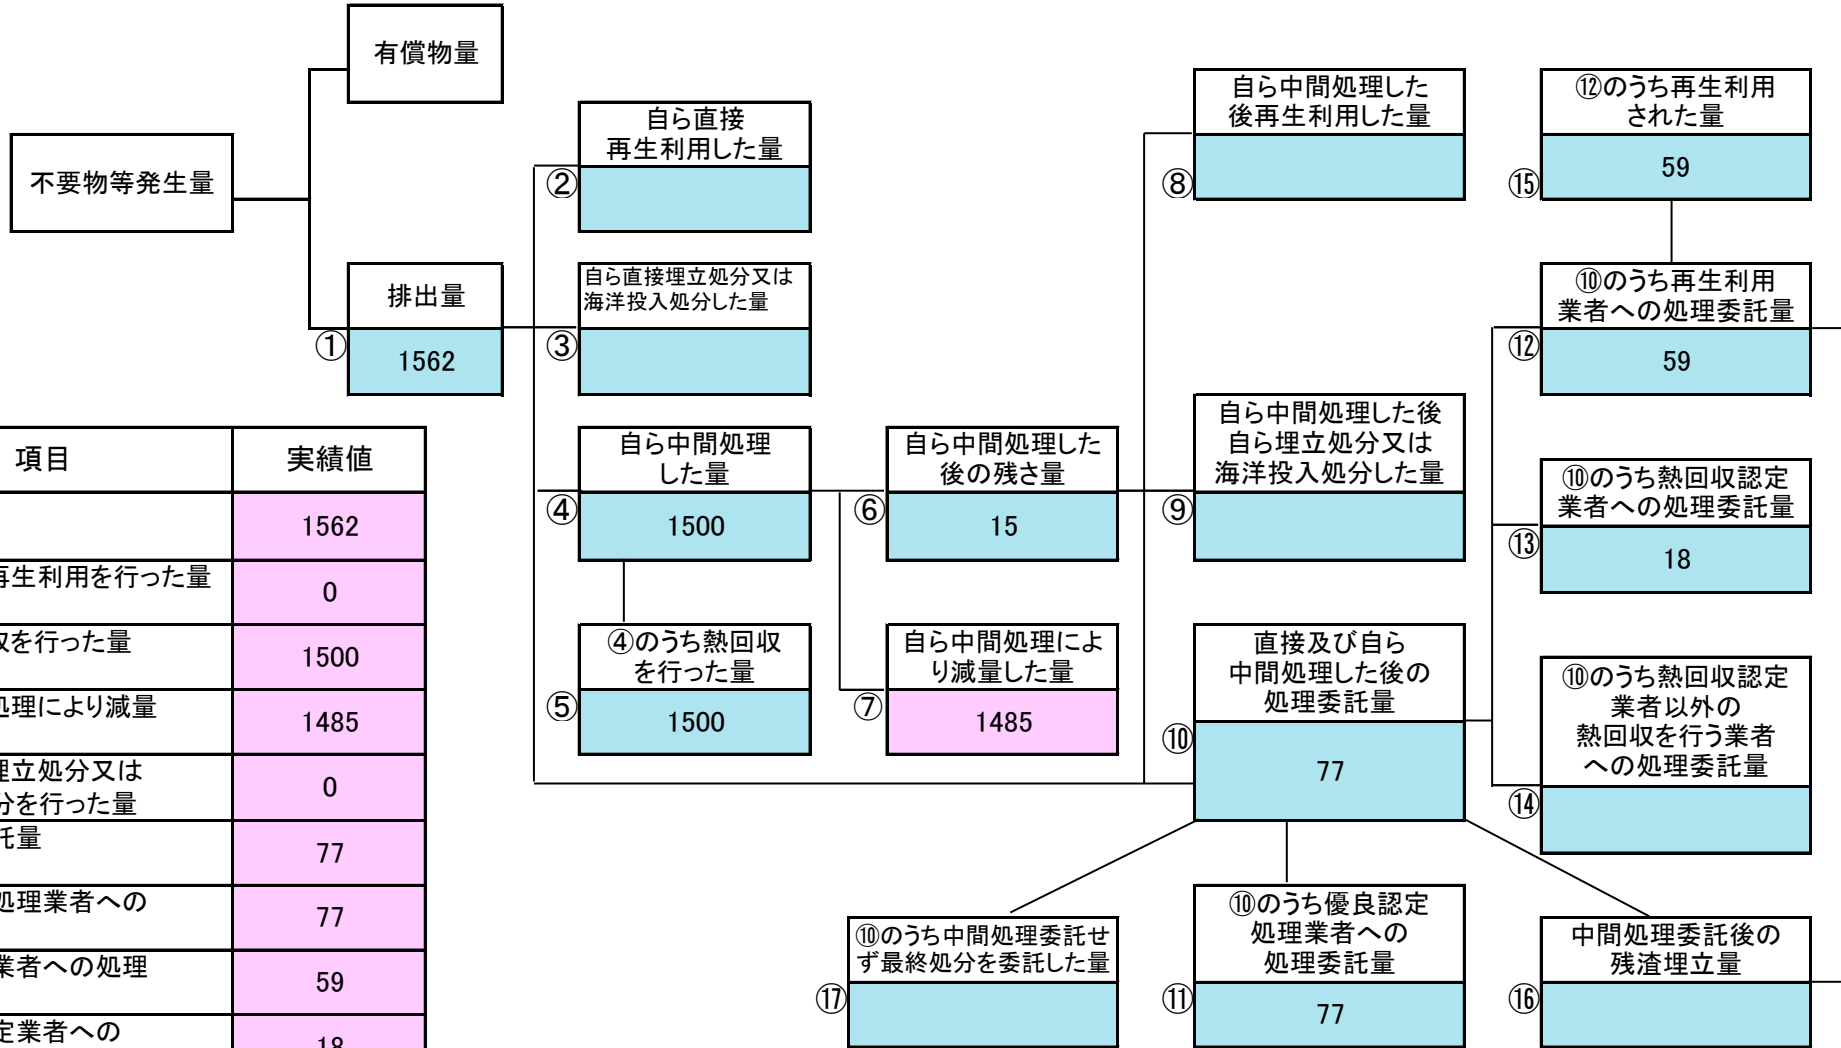 有償物量
不要物等発生量
排出量
①
1562
自ら直接
再生利用した量
②
自ら直接埋立処分又は
海洋投入処分した量
③
自ら中間処理
した量
④
1500
④のうち熱回収
を行った量
⑤
1500
自ら中間処理した
後の残さ量
⑥
15
自ら中間処理によ
り減量した量
⑦
1485
自ら中間処理した
後再生利用した量
⑧
自ら中間処理した後
自ら埋立処分又は
海洋投入処分した量
⑨
直接及び自ら
中間処理した後の
処理委託量
⑩
77
⑫のうち再生利用
された量
⑮
59
⑩のうち再生利用
業者への処理委託量
⑫
59
⑩のうち熱回収認定
業者への処理委託量
⑬
18
⑩のうち熱回収認定
業者以外の
熱回収を行う業者
への処理委託量
⑭
⑩のうち中間処理委託せ
ず最終処分を委託した量
⑰
⑩のうち優良認定
処理業者への
処理委託量
⑪
77
中間処理委託後の
残渣埋立量
⑯
項目 実績値
1562
再生利用を行った量
0
を行った量
1500
処理により減量
1485
埋立処分又は
分を行った量
0
託量
77
処理業者への
77
業者への処理
59
定業者への
18